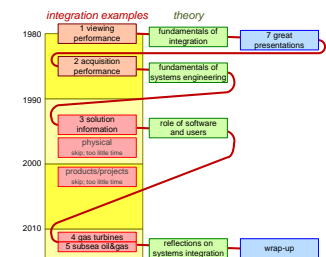 integration examples theory
1980
1 viewing
performance
fundamentals of
integration
7 great
presentations
2 acquisition
performance
fundamentals of
systems engineering
1990
3 solution
information
role of software
and users
physical
skip; too little time
2000
products/projects
skip; too little time
2010
4 gas turbines
5 subsea oil&gas
reflections on
systems integration
wrap-up